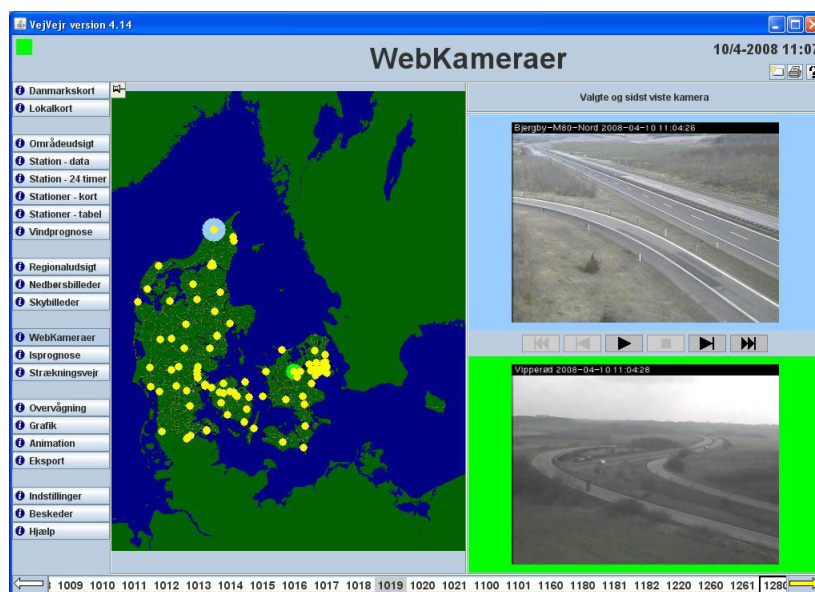 VejVejr version 4.14
WebKameraer
10/4-2008 11:07
Danmarkskort
Lokalkort
Områdeudsigt
Station - data
Station - 24 timer
Stationer - kort
Stationer - tabel
Vindprognose
Regionaludsigt
Nedbørsbilleder
Skybilleder
WebKameraer
Isprognose
Strækningsvejr
Overvågning
Grafik
Animation
Eksport
Indstillinger
Beskeder
Hjælp
Valgte og sidst viste kamera
Bjergby-M80-Nord 2008-04-10 11:04:26
Vipperød 2008-04-10 11:04:28
1009 1010 1011 1012 1013 1014 1015 1016 1017 1018 1019 1020 1021 1100 1101 1160 1180 1181 1182 1220 1260 1261 1280